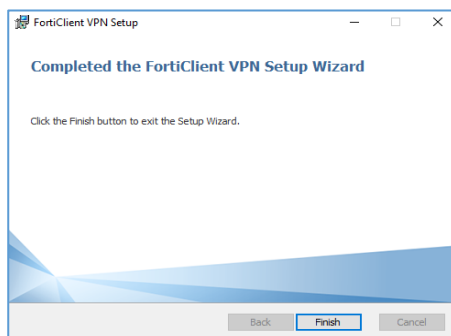 FortiClient VPN Setup
Completed the FortiClient VPN Setup Wizard
Click the Finish button to exit the Setup Wizard.
Back Finish Cancel